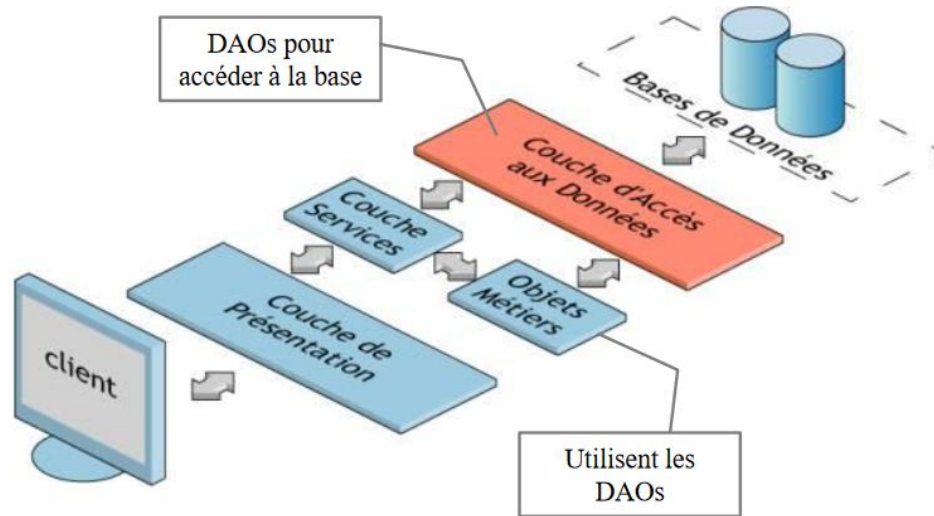 DAOs pour
accéder à la base
Bases de Données
Couche d'Accès
aux Données
Couche
Services
Objets
Métiers
Couche de
Présentation
client
Utilisent les
DAOs